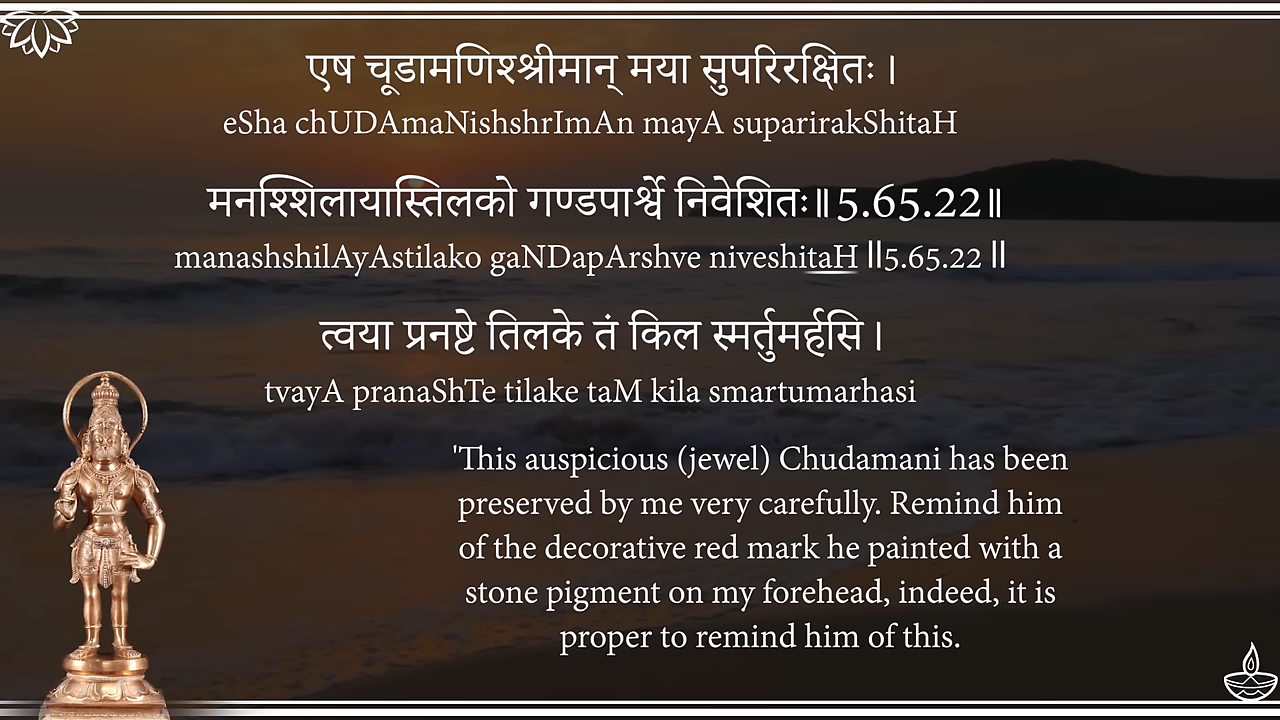 एष चूडामणिश्श्रीमान् मया सुपरिरक्षितः ।
eSha chUDAmaNishshrImAn mayA suparirakShitaH
मनश्शिलायास्तिलको गण्डपार्श्वे निवेशितः॥5.65.22॥
manashshilAyAstilako gaNDapArshve niveshitaH ||5.65.22 ||
त्वया प्रनष्टे तिलके तं किल स्मर्तुमर्हसि ।
tvayA pranaShTe tilake taM kila smartumarhasi
'This auspicious (jewel) Chudamani has been
preserved by me very carefully. Remind him
of the decorative red mark he painted with a
stone pigment on my forehead, indeed, it is
proper to remind him of this.